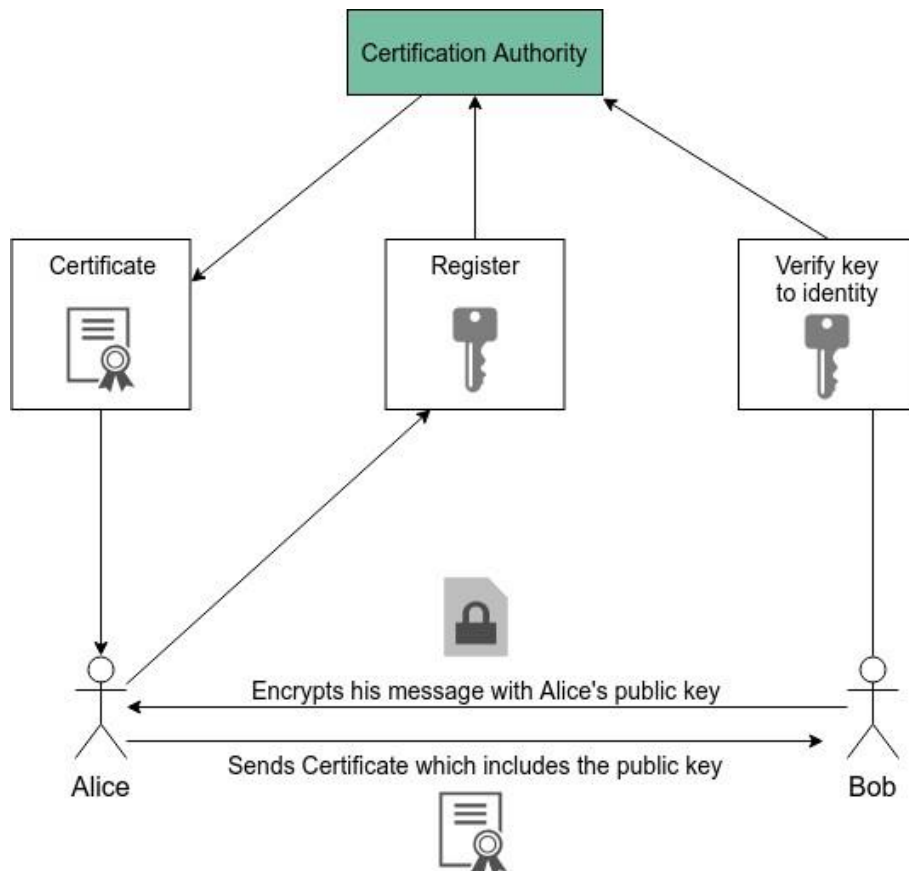 Certification Authority
Certificate
Register
Verify key
to identity
Encrypts his message with Alice's public key
Sends Certificate which includes the public key
Alice
Bob